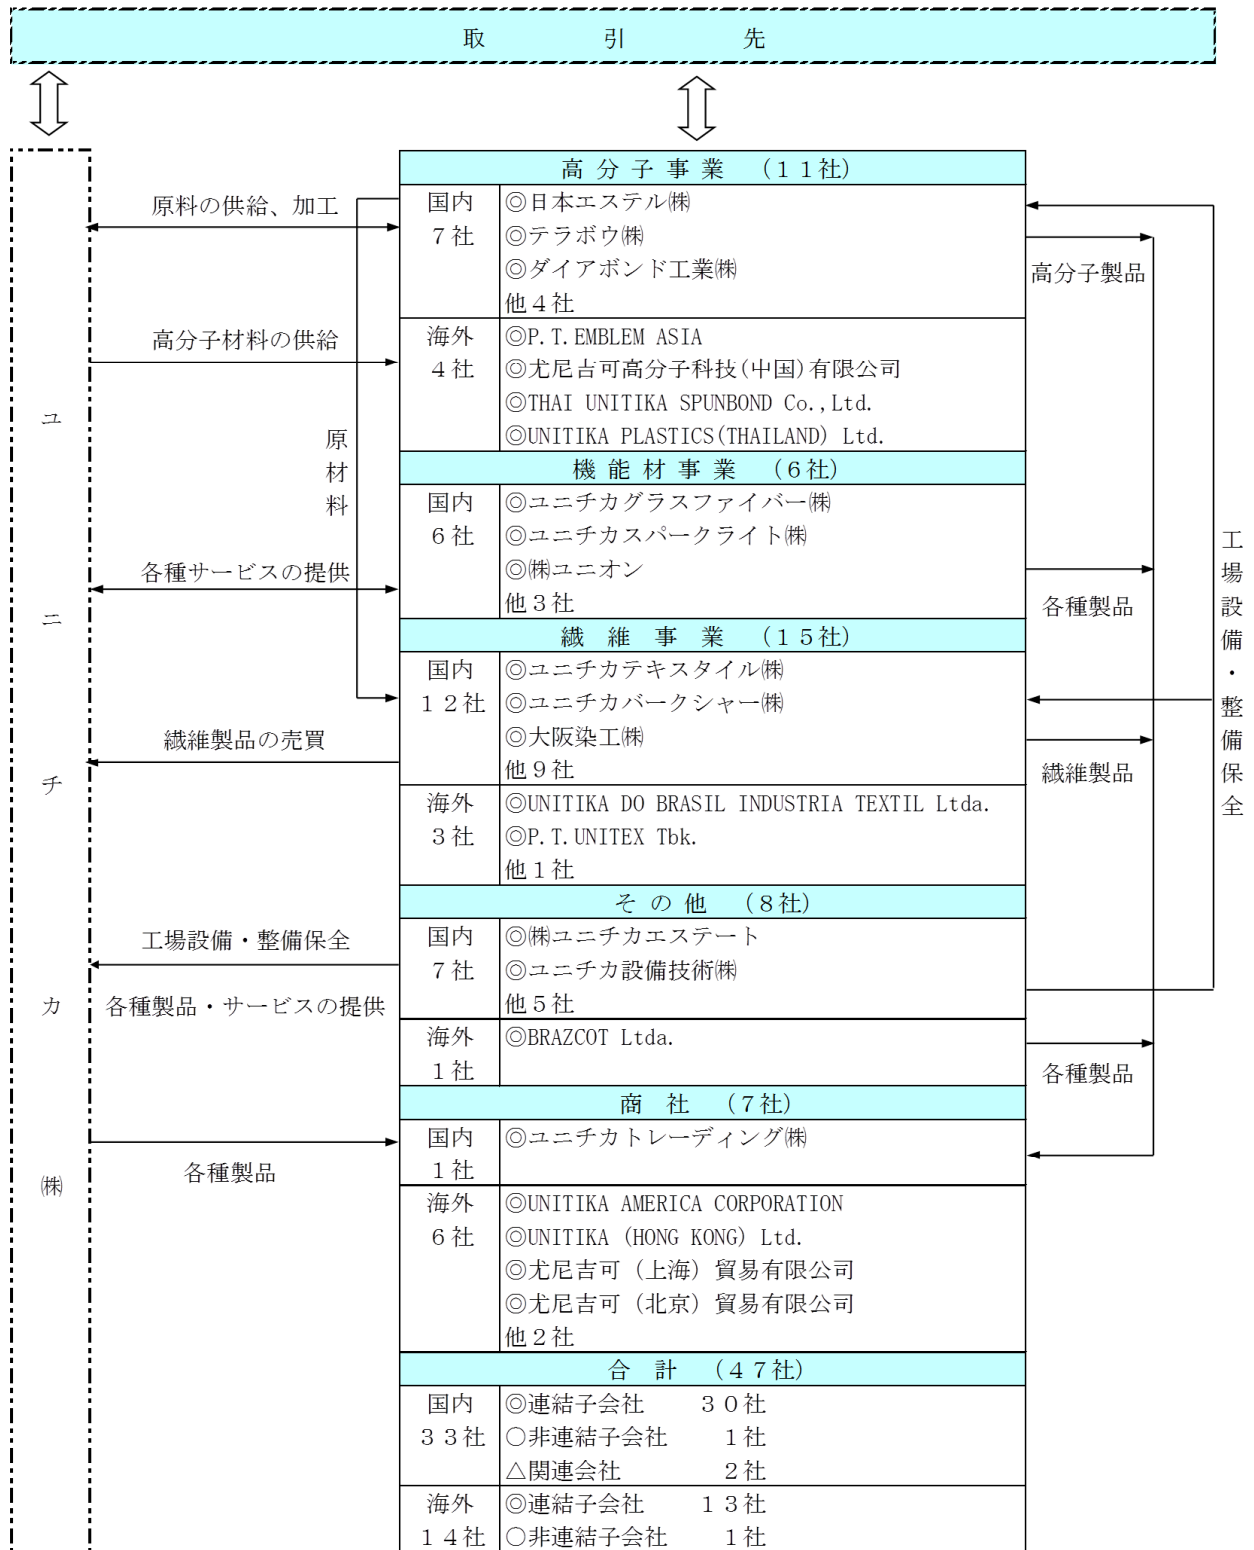 取引先
高分子事業 (11社)
国内
7社
◎日本エステル㈱
◎テラボウ㈱
◎ダイアボンド工業㈱
他4社
海外
4社
◎P.T.EMBLEM ASIA
◎尤尼吉可高分子科技(中国)有限公司
◎THAI UNITIKA SPUNBOND Co.,Ltd.
◎UNITIKA PLASTICS(THAILAND) Ltd.
機能材事業 (6社)
国内
6社
◎ユニチカグラスファイバー㈱
◎ユニチカスパークライト㈱
◎㈱ユニオン
他3社
繊維事業 (15社)
国内
12社
◎ユニチカテキスタイル㈱
◎ユニチカバークシャー㈱
◎大阪染工㈱
他9社
海外
3社
◎UNITIKA DO BRASIL INDUSTRIA TEXTIL Ltda.
◎P.T.UNITEX Tbk.
他1社
その他 (8社)
国内
7社
◎㈱ユニチカエステート
◎ユニチカ設備技術㈱
他5社
海外
1社
◎BRAZCOT Ltda.
商社 (7社)
国内
1社
◎ユニチカトレーディング㈱
海外
6社
◎UNITIKA AMERICA CORPORATION
◎UNITIKA (HONG KONG) Ltd.
◎尤尼吉可(上海)貿易有限公司
◎尤尼吉可(北京)貿易有限公司
他2社
合計 (47社)
国内
33社
◎連結子会社 30社
○非連結子会社 1社
△関連会社 2社
海外
14社
◎連結子会社 13社
○非連結子会社 1社
ユニチカ㈱
原料の供給、加工
高分子材料の供給
原材料
各種サービスの提供
繊維製品の売買
工場設備・整備保全
各種製品・サービスの提供
各種製品
高分子製品
各種製品
繊維製品
各種製品
工場設備・整備保全